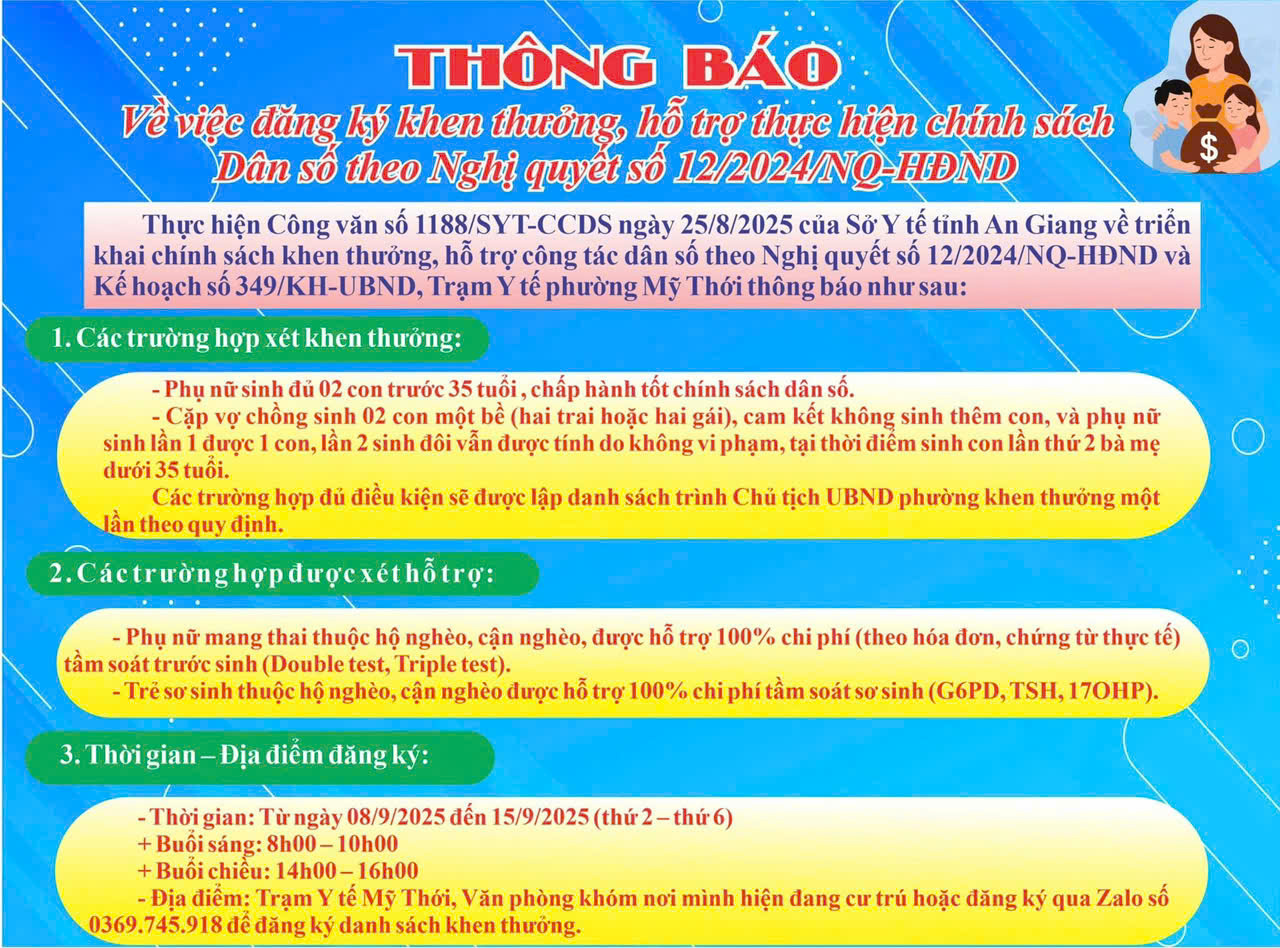 THÔNG BÁO
Về việc đăng ký khen thưởng, hỗ trợ thực hiện chính sách
Dân số theo Nghị quyết số 12/2024/NQ-HĐND
$
Thực hiện Công văn số 1188/SYT-CCDS ngày 25/8/2025 của Sở Y tế tỉnh An Giang về triển
khai chính sách khen thưởng, hỗ trợ công tác dân số theo Nghị quyết số 12/2024/NQ-HĐND và
Kế hoạch số 349/KH-UBND, Trạm Y tế phường Mỹ Thới thông báo như sau:
1. Các trường hợp xét khen thưởng:
- Phụ nữ sinh đủ 02 con trước 35 tuổi , chấp hành tốt chính sách dân số.
- Cặp vợ chồng sinh 02 con một bề (hai trai hoặc hai gái), cam kết không sinh thêm con, và phụ nữ
sinh lần 1 được 1 con, lần 2 sinh đôi vẫn được tính do không vi phạm, tại thời điểm sinh con lần thứ 2 bà mẹ
dưới 35 tuổi.
Các trường hợp đủ điều kiện sẽ được lập danh sách trình Chủ tịch UBND phường khen thưởng một
lần theo quy định.
2. Các trường hợp được xét hỗ trợ:
- Phụ nữ mang thai thuộc hộ nghèo, cận nghèo, được hỗ trợ 100% chi phí (theo hóa đơn, chứng từ thực tế)
tầm soát trước sinh (Double test, Triple test).
- Trẻ sơ sinh thuộc hộ nghèo, cận nghèo được hỗ trợ 100% chi phí tầm soát sơ sinh (G6PD, TSH, 17OHP).
3. Thời gian – Địa điểm đăng ký:
- Thời gian: Từ ngày 08/9/2025 đến 15/9/2025 (thứ 2 – thứ 6)
+ Buổi sáng: 8h00 – 10h00
+ Buổi chiều: 14h00 – 16h00
- Địa điểm: Trạm Y tế Mỹ Thới, Văn phòng khóm nơi mình hiện đang cư trú hoặc đăng ký qua Zalo số
0369.745.918 để đăng ký danh sách khen thưởng.